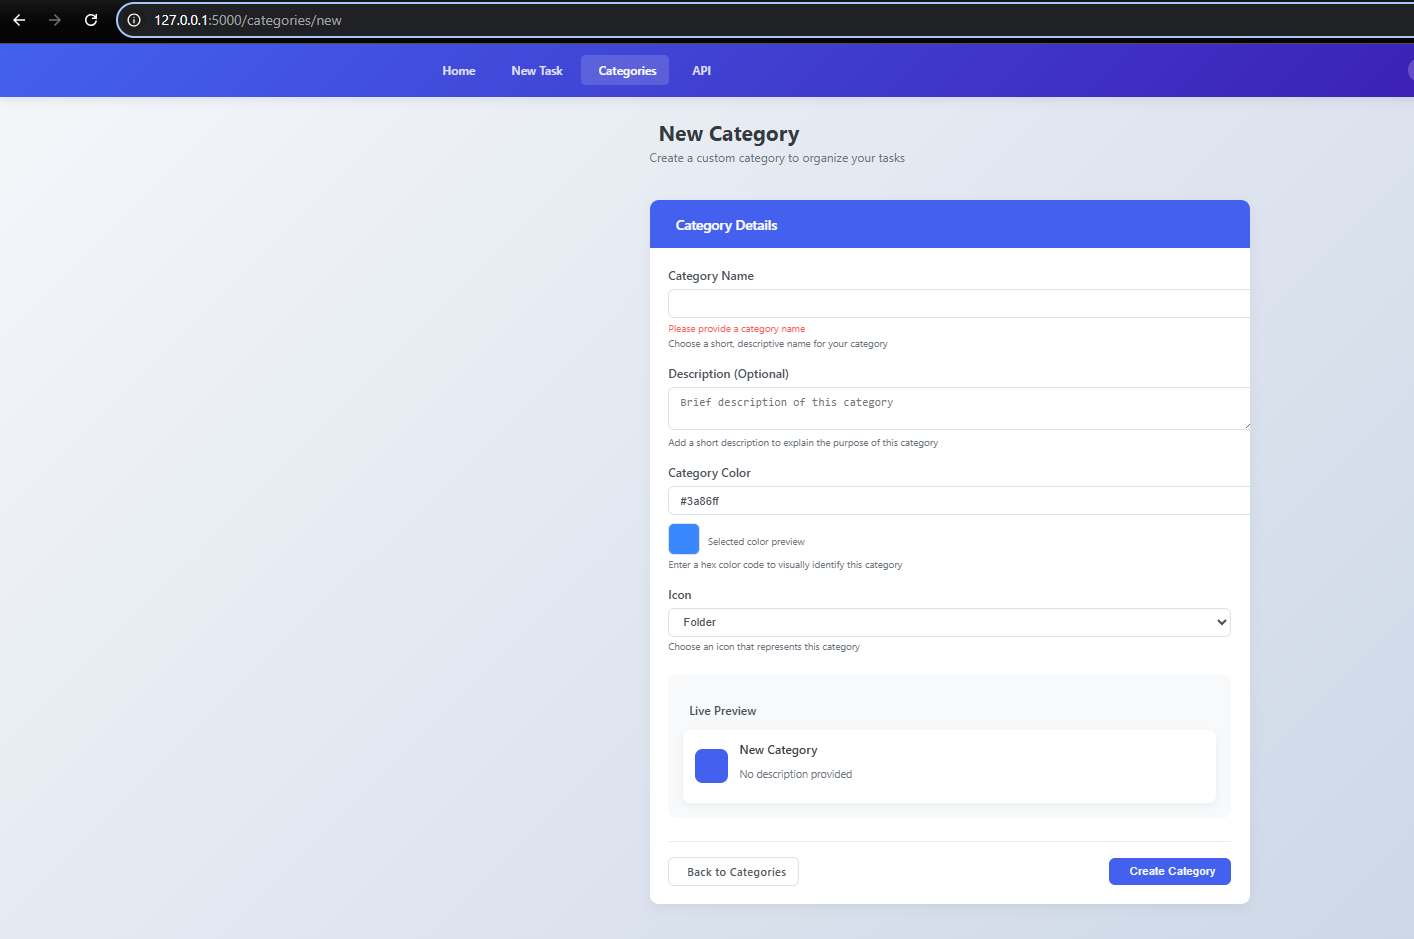 127.0.0.1:5000/categories/new
Home New Task Categories API
New Category
Create a custom category to organize your tasks
Category Details
Category Name
Please provide a category name
Choose a short, descriptive name for your category
Description (Optional)
Brief description of this category
Add a short description to explain the purpose of this category
Category Color
#3a86ff
Selected color preview
Enter a hex color code to visually identify this category
Icon
Folder
Choose an icon that represents this category
Live Preview
New Category
No description provided
Back to Categories Create Category